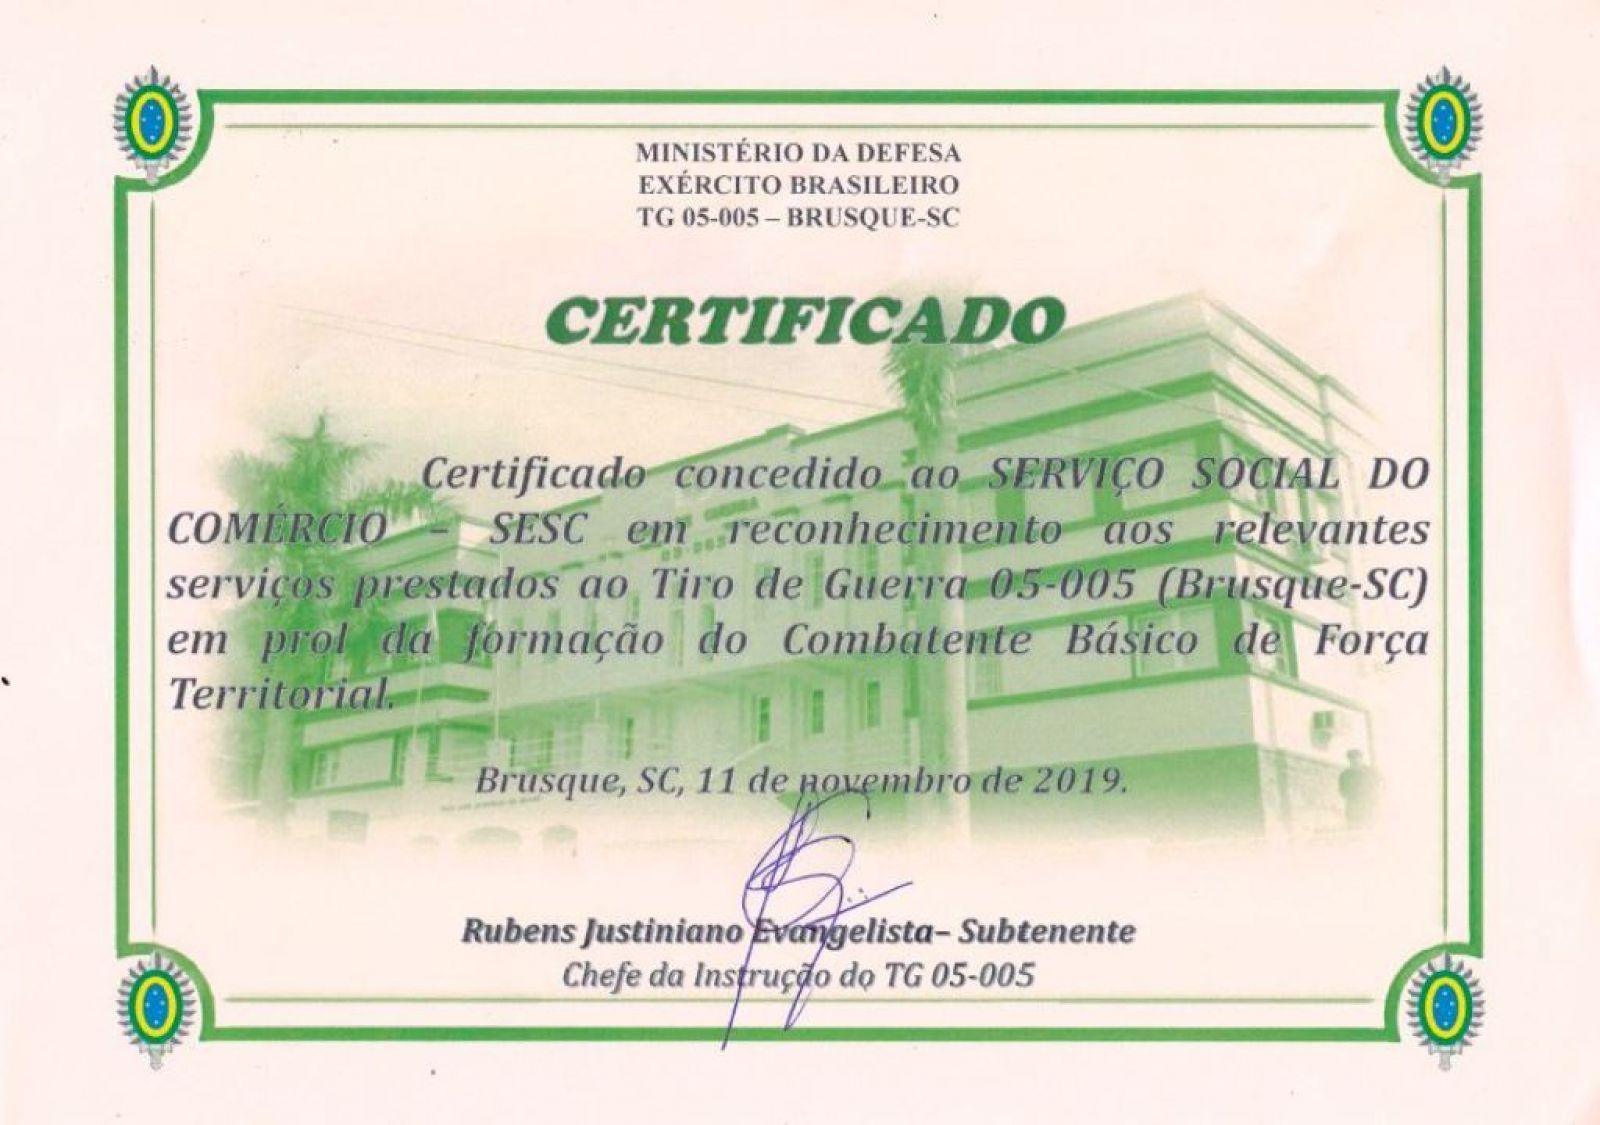 MINISTÉRIO DA DEFESA
EXÉRCITO BRASILEIRO
TG 05-005 – BRUSQUE-SC
CERTIFICADO
Certificado concedido ao SERVIÇO SOCIAL DO
COMÉRCIO – SESC em reconhecimento aos relevantes
serviços prestados ao Tiro de Guerra 05-005 (Brusque-SC)
em prol da formação do Combatente Básico de Força
Territorial.
Brusque, SC, 11 de novembro de 2019.
Rubens Justiniano Evangelista– Subtenente
Chefe da Instrução do TG 05-005